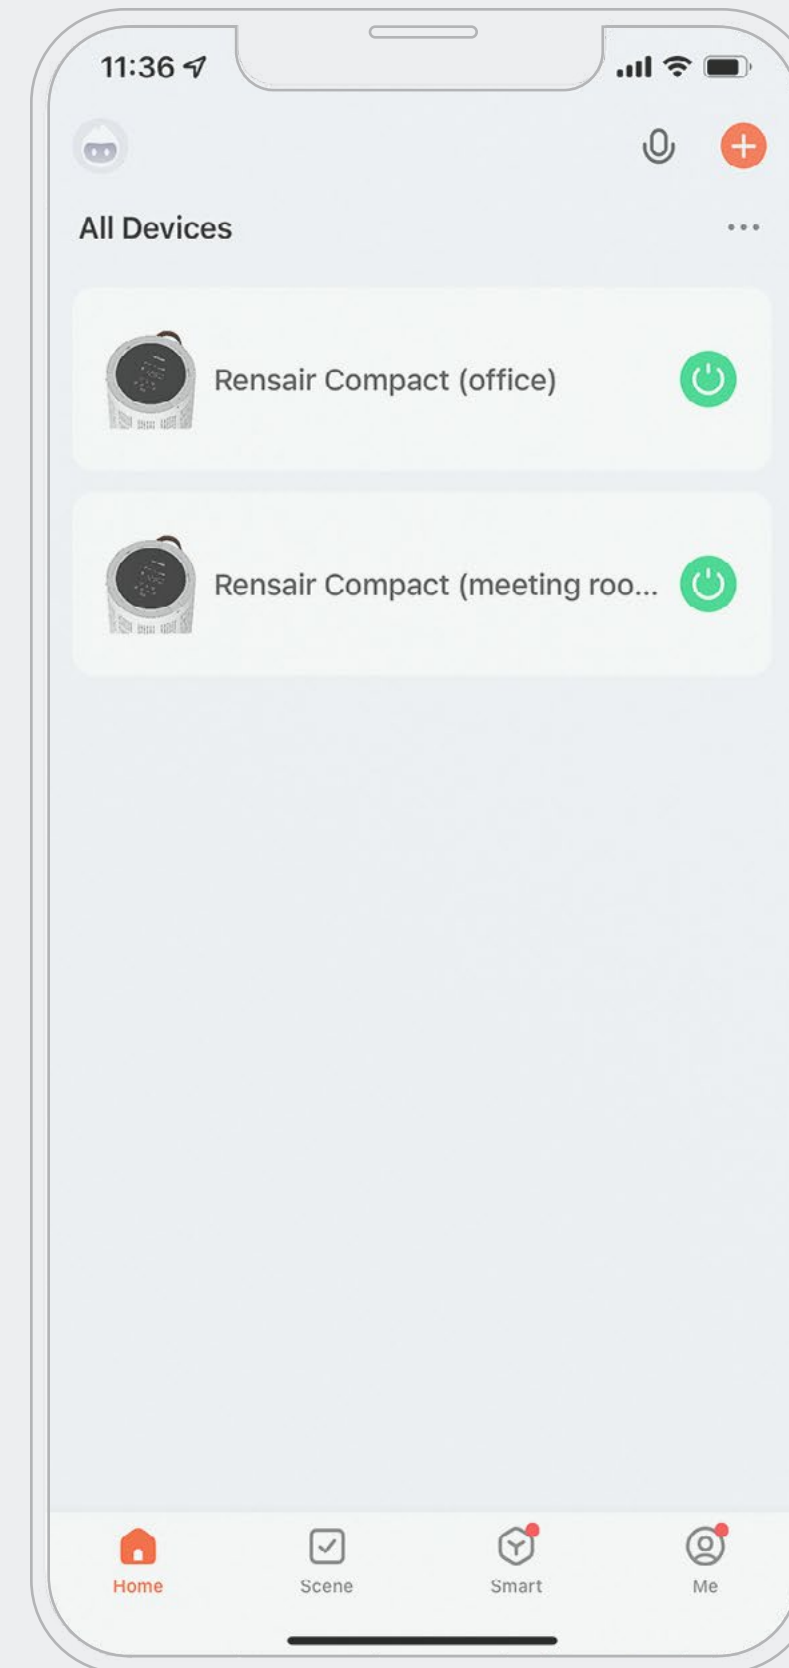 11:36
All Devices
Rensair Compact (office)
Rensair Compact (meeting roo...
Home
Scene
Smart
Me